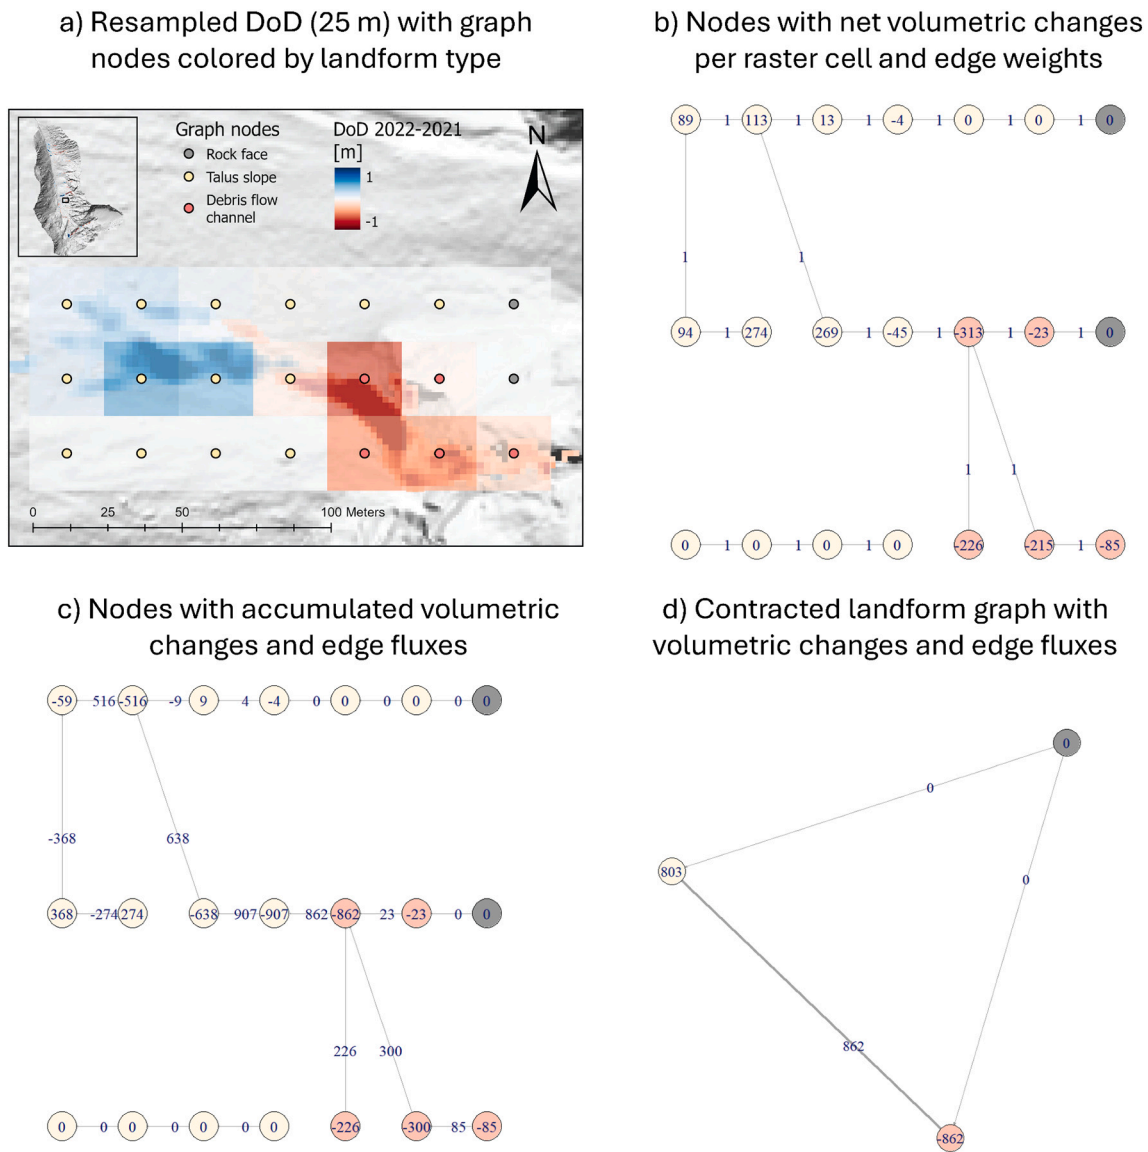 a) Resampled DoD (25 m) with graph
nodes colored by landform type
Graph nodes
Rock face
Talus slope
Debris flow
channel
DoD 2022-2021
[m]
1
-1
N
0 25 50 100 Meters
b) Nodes with net volumetric changes
per raster cell and edge weights
89 1 113 1 13 1 -4 1 0 1 0 1 0
1 1
94 1 274 269 1 -45 1 -313 1 -23 1 0
1 1
0 1 0 1 0 1 0 -226 -215 1 -85
c) Nodes with accumulated volumetric
changes and edge fluxes
-59 516 -516 -9 9 4 -4 0 0 0 0 0 0
-368 638
368 -274 274 -638 907 -907 862 -862 23 -23 0 0
226 300
0 0 0 0 0 0 0 -226 -300 85 -85
d) Contracted landform graph with
volumetric changes and edge fluxes
0
0
803
0
862
-862